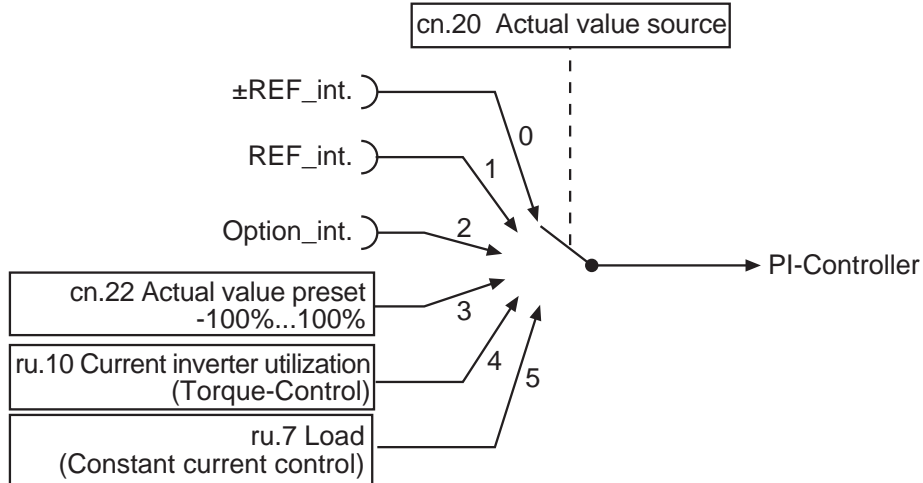 cn.20 Actual value source
±REF_int.
0
REF_int.
1
Option_int.
2
PI-Controller
cn.22 Actual value preset
-100%...100%
3
ru.10 Current inverter utilization
(Torque-Control)
4
5
ru.7 Load
(Constant current control)